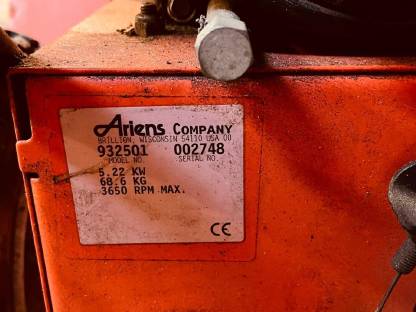 Ariens COMPANY
BRILLION, WISCONSIN 54110 USA 00
932501 002748
MODEL NO. SERIAL NO.
5.22 KW
68.6 KG
3650 RPM MAX.
CE